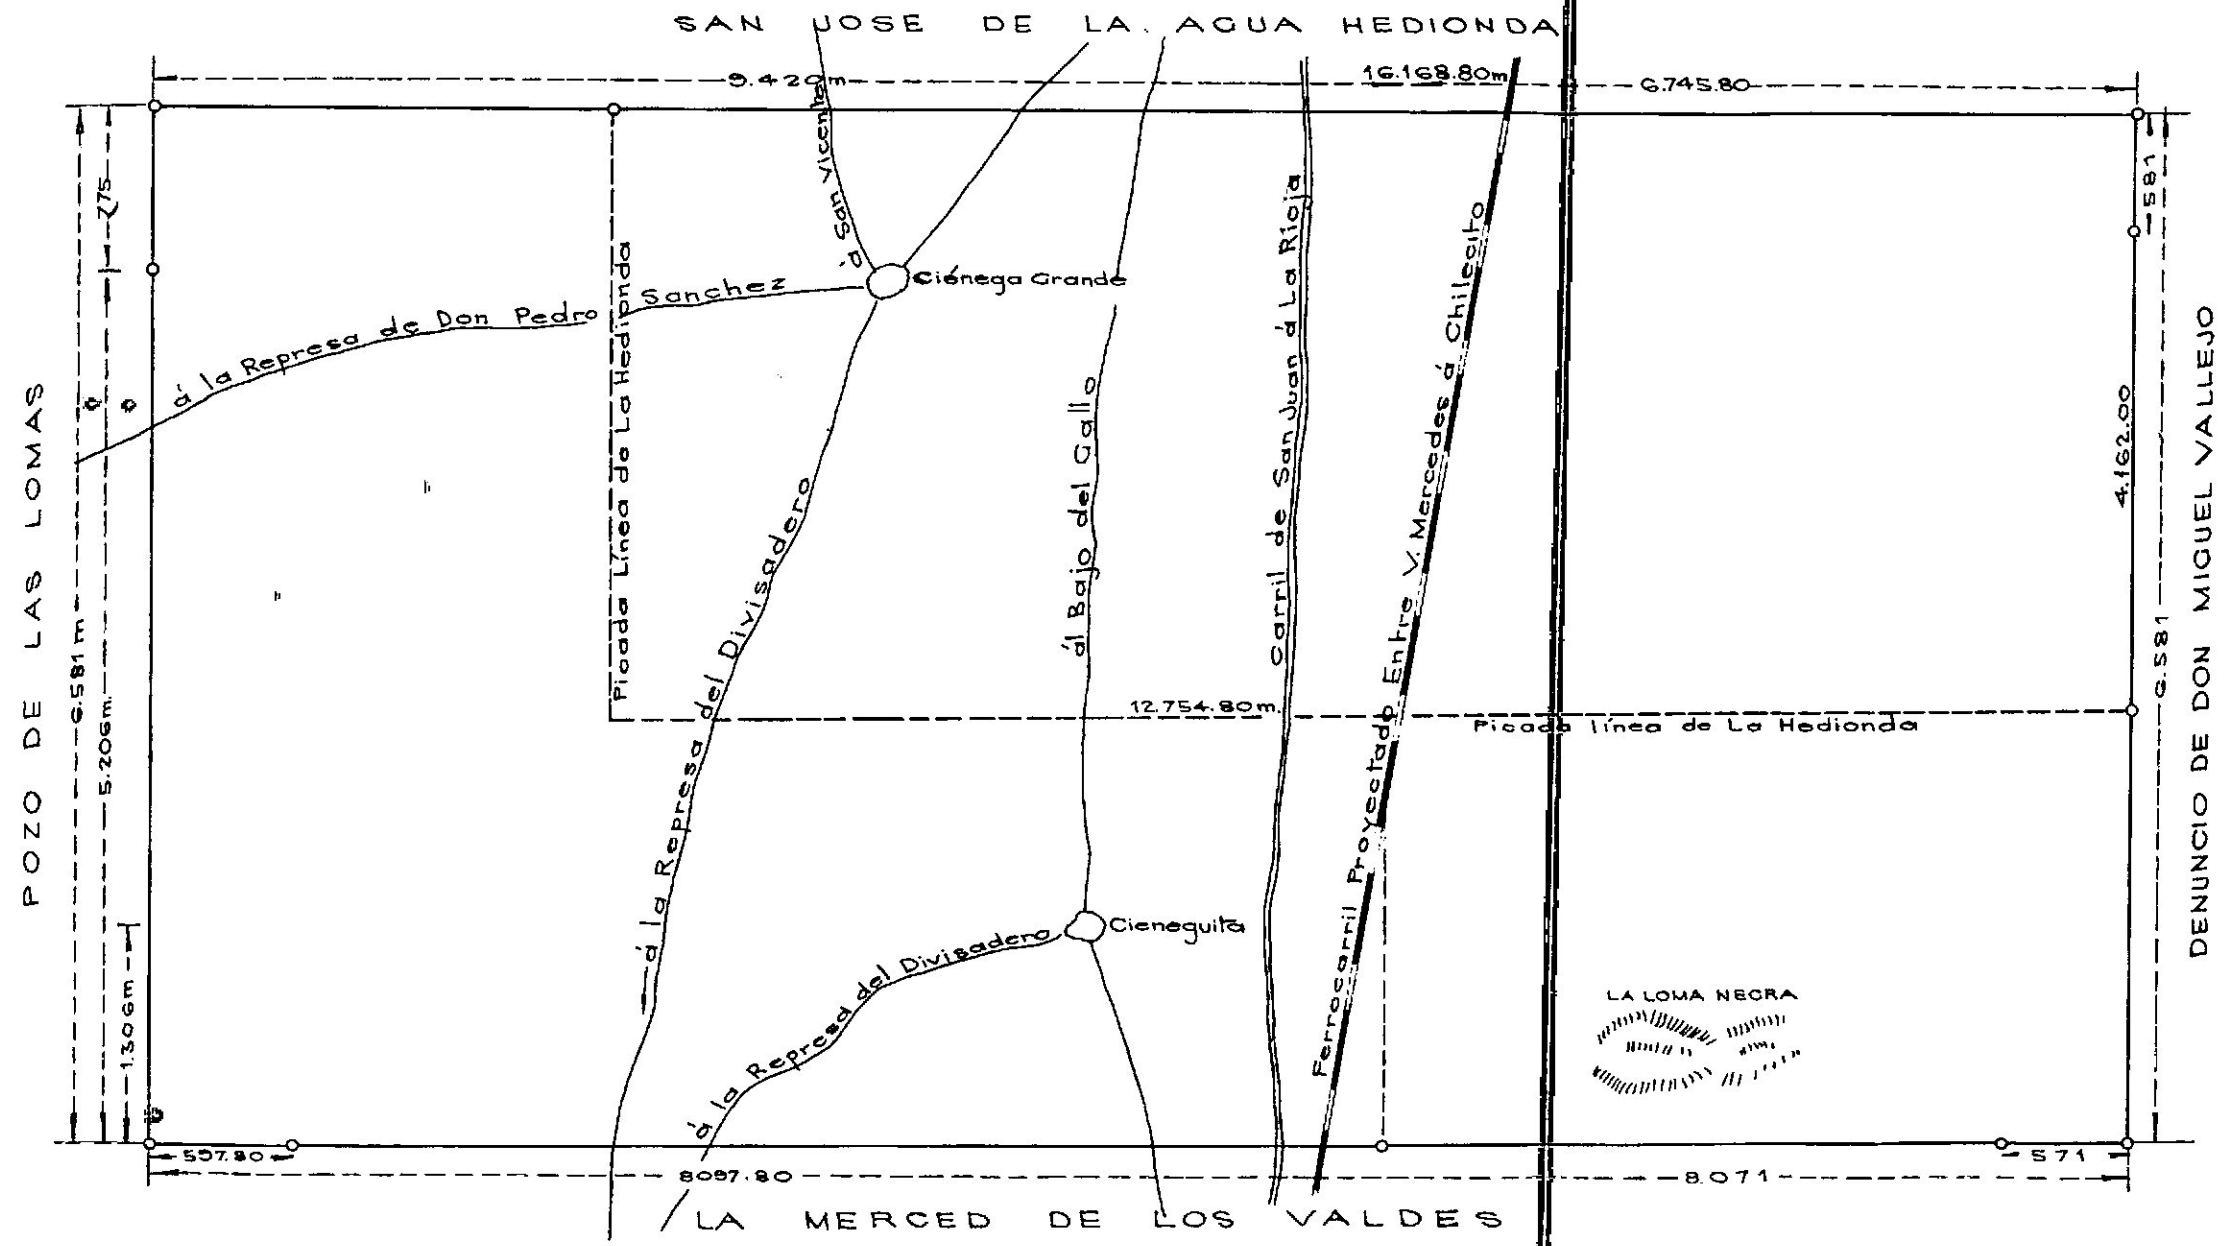 SAN JOSE DE LA AGUA HEDIONDA
9.420m
16.168.80m
6.745.80
775
581
á San Vicente
Ciénega Grande
á la Represa de Don Pedro Sanchez
Picada Línea de La Hedionda
á la Represa del Divisadero
ál Bajo del Gallo
Carril de San Juan á La Rioja
Ferrocarril Proyectado Entre V. Mercedes á Chilecito
POZO DE LAS LOMAS
6.581 m
5.206m.
1.306m
4.162.00
6.581
DENUNCIO DE DON MIGUEL VALLEJO
12.754.80m.
Picada línea de La Hedionda
Cieneguita
á la Represa del Divisadero
LA LOMA NEGRA
597.80
571
8097.80
8.071
LA MERCED DE LOS VALDES